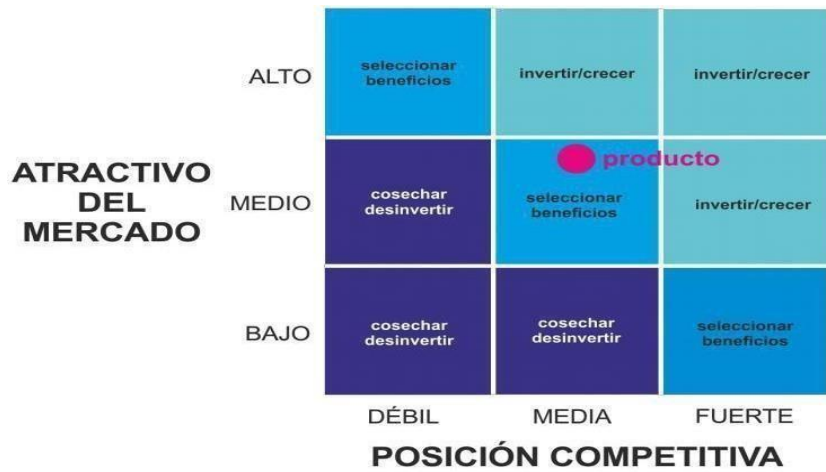 ALTO
seleccionar
beneficios
invertir/crecer
invertir/crecer
ATRACTIVO
DEL
MERCADO
MEDIO
cosechar
desinvertir
producto
seleccionar
beneficios
invertir/crecer
BAJO
cosechar
desinvertir
cosechar
desinvertir
seleccionar
beneficios
DÉBIL
MEDIA
FUERTE
POSICIÓN COMPETITIVA